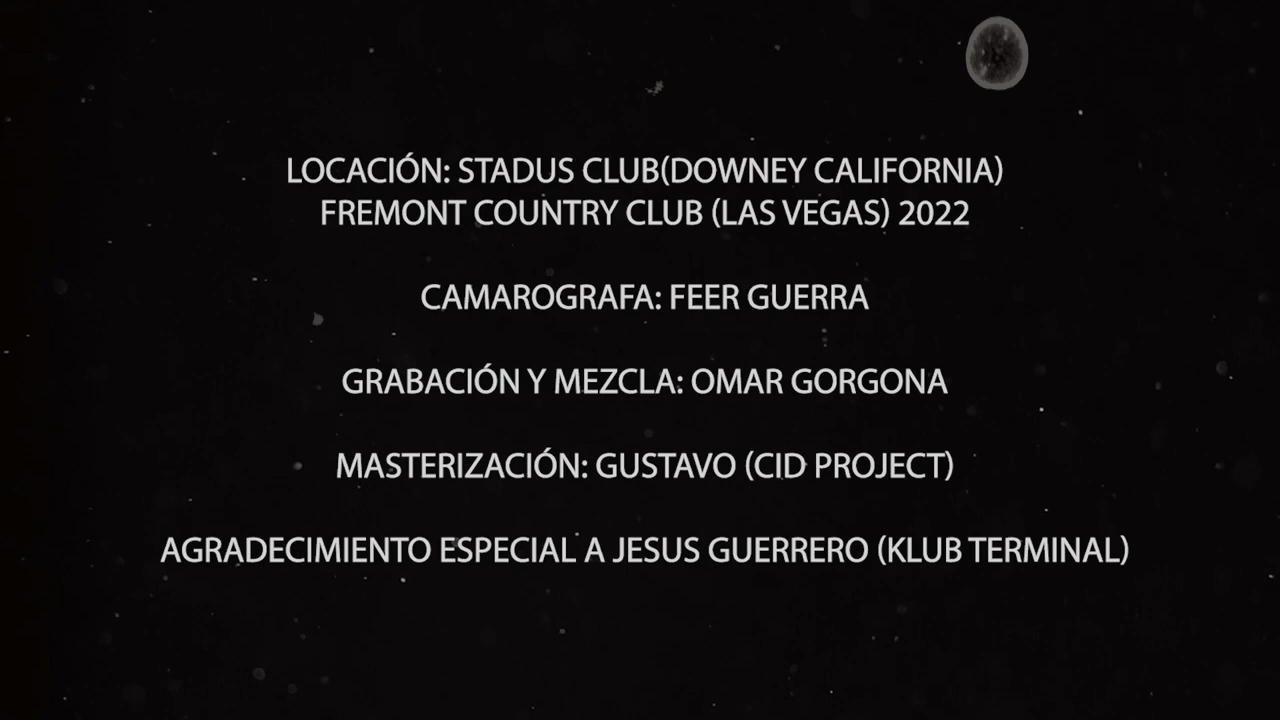 LOCACIÓN: STADUS CLUB(DOWNEY CALIFORNIA)
FREMONT COUNTRY CLUB (LAS VEGAS) 2022
CAMAROGRAFA: FEER GUERRA
GRABACIÓN Y MEZCLA: OMAR GORGONA
MASTERIZACIÓN: GUSTAVO (CID PROJECT)
AGRADECIMIENTO ESPECIAL A JESUS GUERRERO (KLUB TERMINAL)